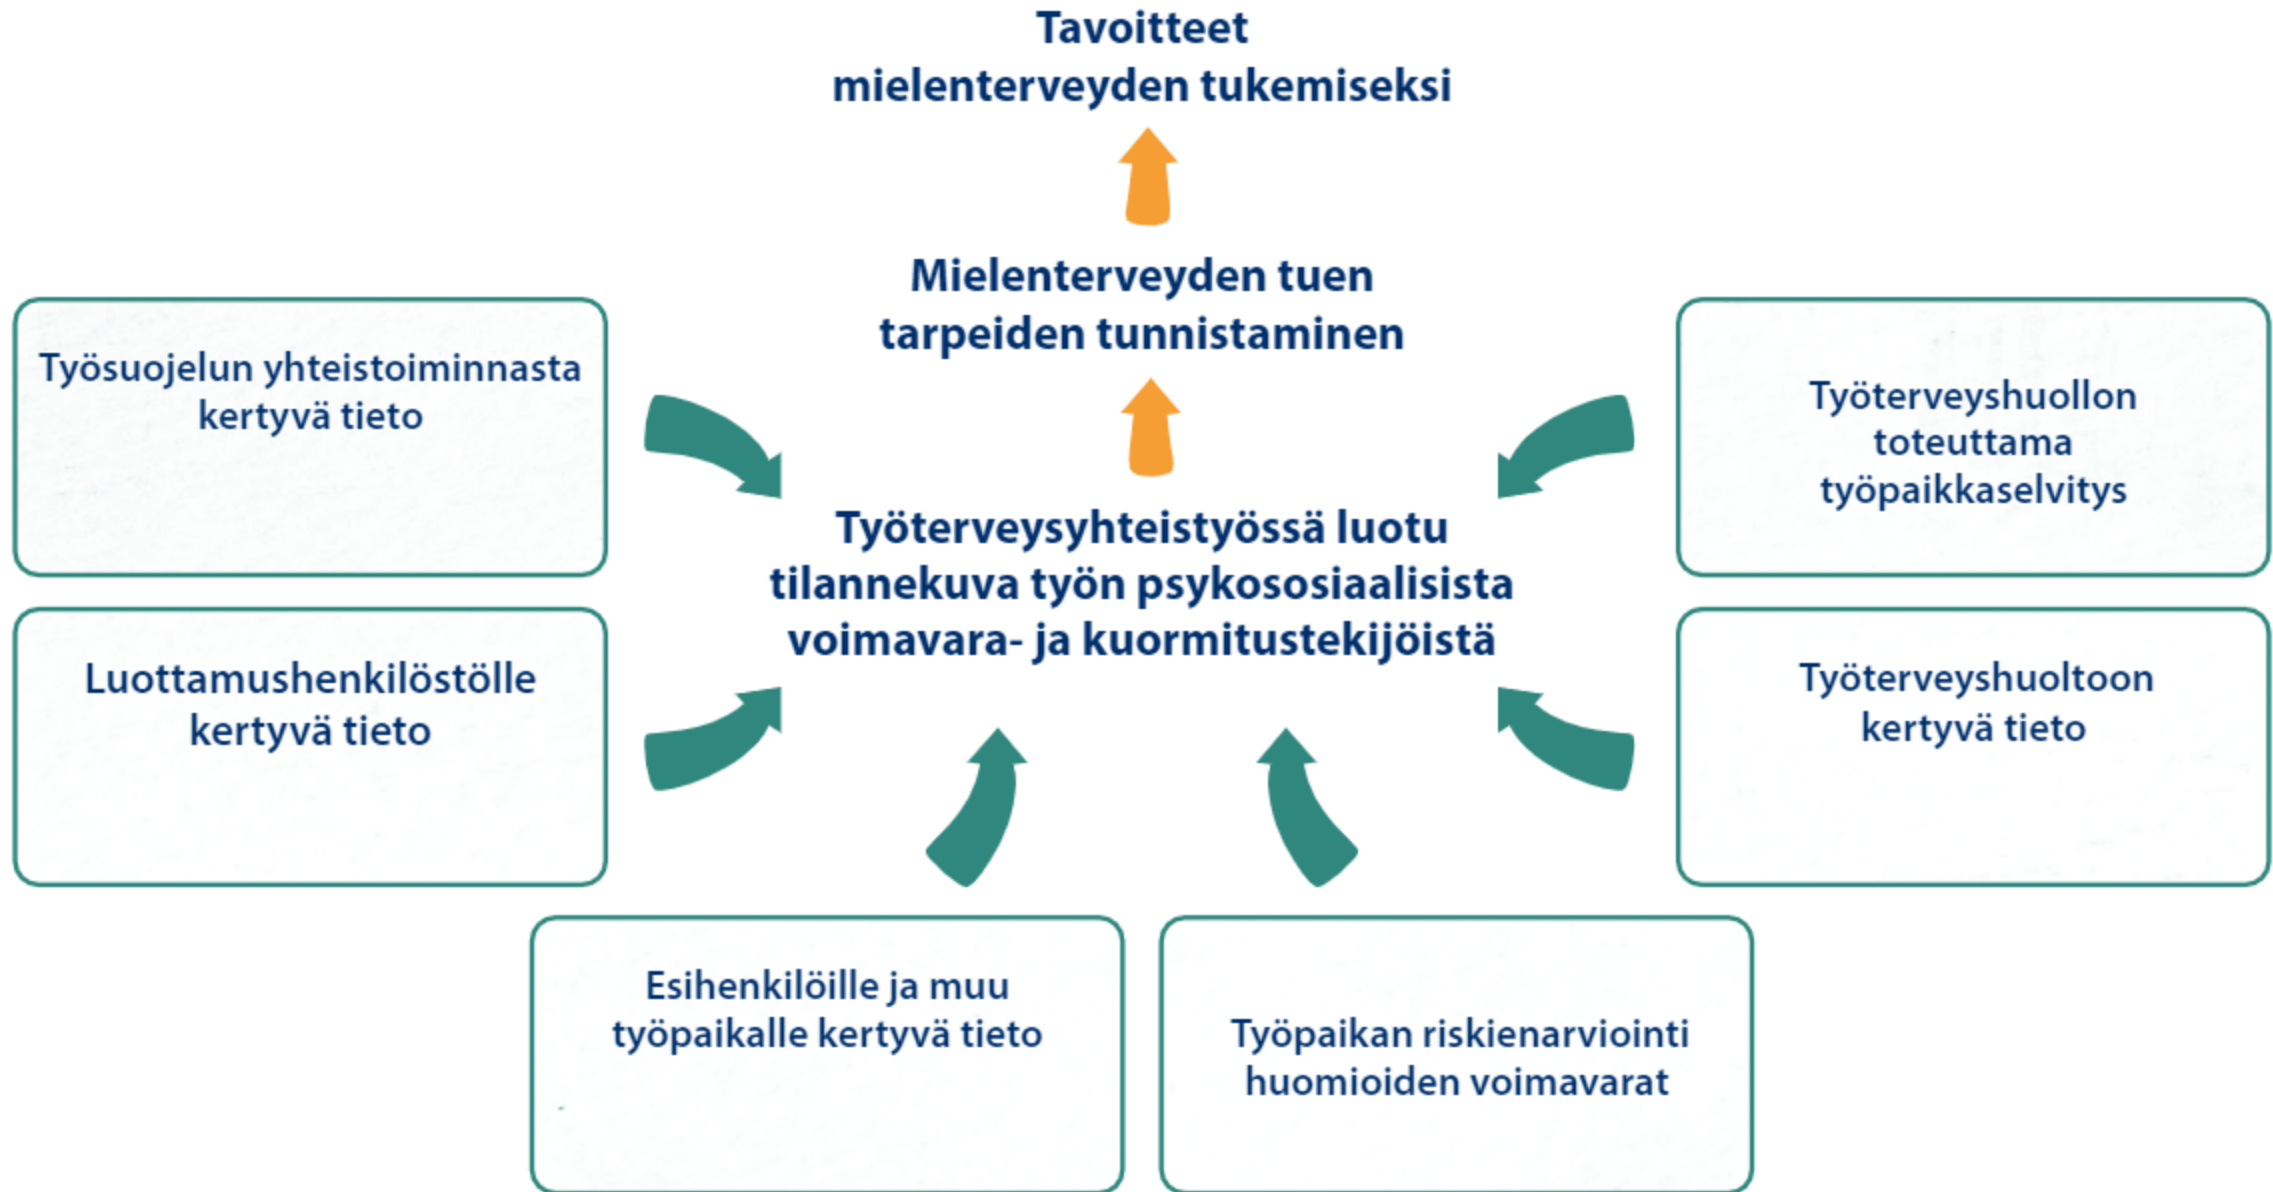 Tavoitteet
mielenterveyden tukemiseksi
Mielenterveyden tuen
tarpeiden tunnistaminen
Työsuojelun yhteistoiminnasta
kertyvä tieto
Työterveyshuollon
toteuttama
työpaikkaselvitys
Työterveysyhteistyössä luotu
tilannekuva työn psykososiaalisista
voimavara- ja kuormitustekijöistä
Luottamushenkilöstölle
kertyvä tieto
Työterveyshuoltoon
kertyvä tieto
Esihenkilöille ja muu
työpaikalle kertyvä tieto
Työpaikan riskienarviointi
huomioiden voimavarat